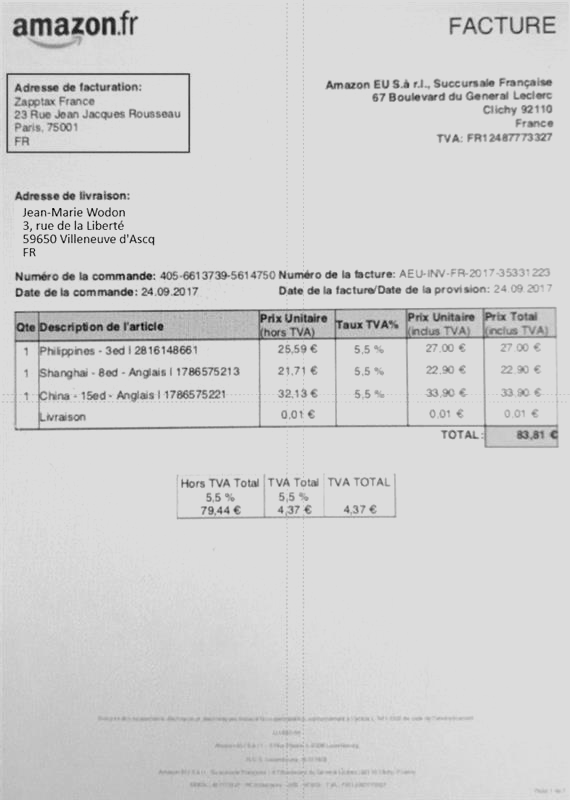 amazon.fr
FACTURE
Adresse de facturation:
Zapptax France
23 Rue Jean Jacques Rousseau
Paris, 75001
FR
Amazon EU S.à r.l., Succursale Française
67 Boulevard du General Leclerc
Clichy 92110
France
TVA: FR12487773327
Adresse de livraison:
Jean-Marie Wodon
3, rue de la Liberté
59650 Villeneuve d'Ascq
FR
Numéro de la commande: 405-6613739-5614750 Numéro de la facture: AEU-INV-FR-2017-35331223
Date de la commande: 24.09.2017 Date de la facture/Date de la provision: 24.09.2017
Qte Description de l'article Prix Unitaire (hors TVA) Taux TVA% Prix Unitaire (inclus TVA) Prix Total (inclus TVA)
1 Philippines - 3ed | 2816148661 25,59 € 5,5 % 27.00 € 27.00 €
1 Shanghai - 8ed - Anglais | 1786575213 21,71 € 5,5 % 22,90 € 22,90 €
1 China - 15ed - Anglais | 1786575221 32,13 € 5,5 % 33,90 € 33,90 €
Livraison 0,01 € 0,01 € 0,01 €
TOTAL: 83,81 €
Hors TVA Total TVA Total TVA TOTAL
5,5 % 5,5 %
79,44 € 4,37 € 4,37 €